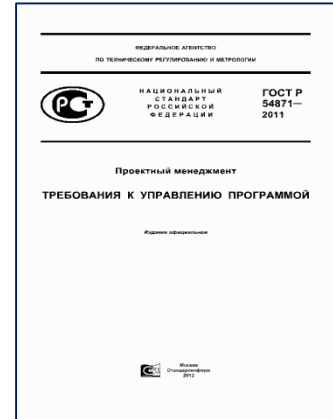 ФЕДЕРАЛЬНОЕ АГЕНТСТВО
ПО ТЕХНИЧЕСКОМУ РЕГУЛИРОВАНИЮ И МЕТРОЛОГИИ
РСТ
НАЦИОНАЛЬНЫЙ
СТАНДАРТ
РОССИЙСКОЙ
ФЕДЕРАЦИИ
ГОСТ Р
54871—
2011
Проектный менеджмент
ТРЕБОВАНИЯ К УПРАВЛЕНИЮ ПРОГРАММОЙ
Издание официальное
Москва
Стандартинформ
2012